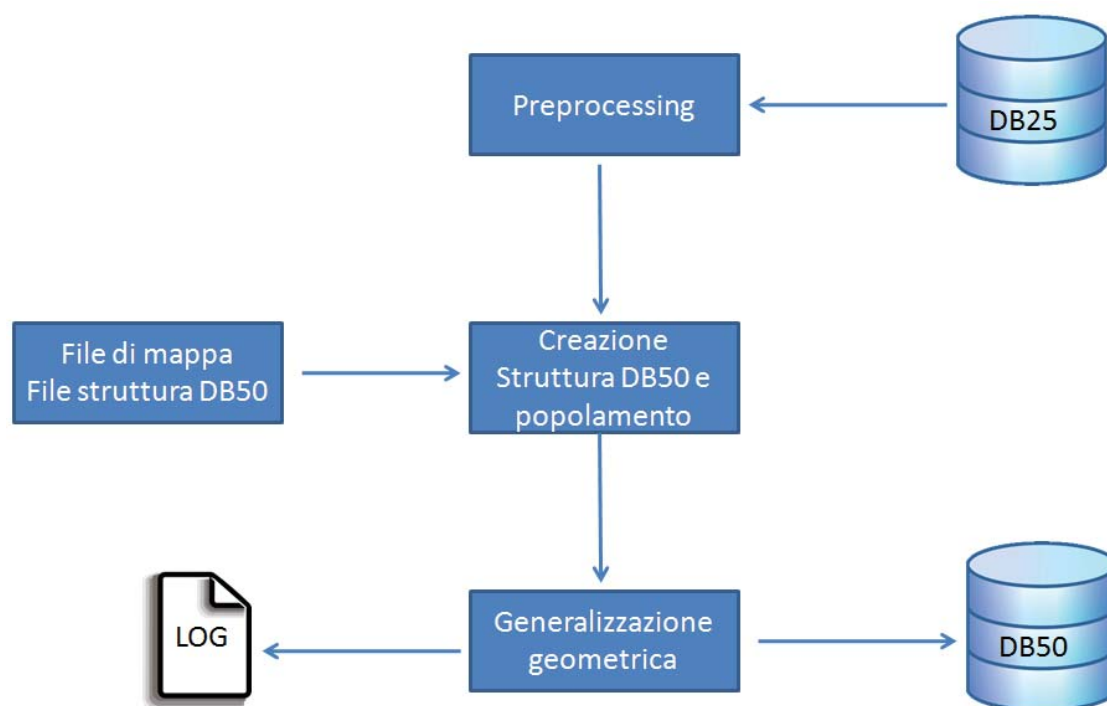 Preprocessing
DB25
File di mappa
File struttura DB50
Creazione
Struttura DB50 e
popolamento
LOG
Generalizzazione
geometrica
DB50